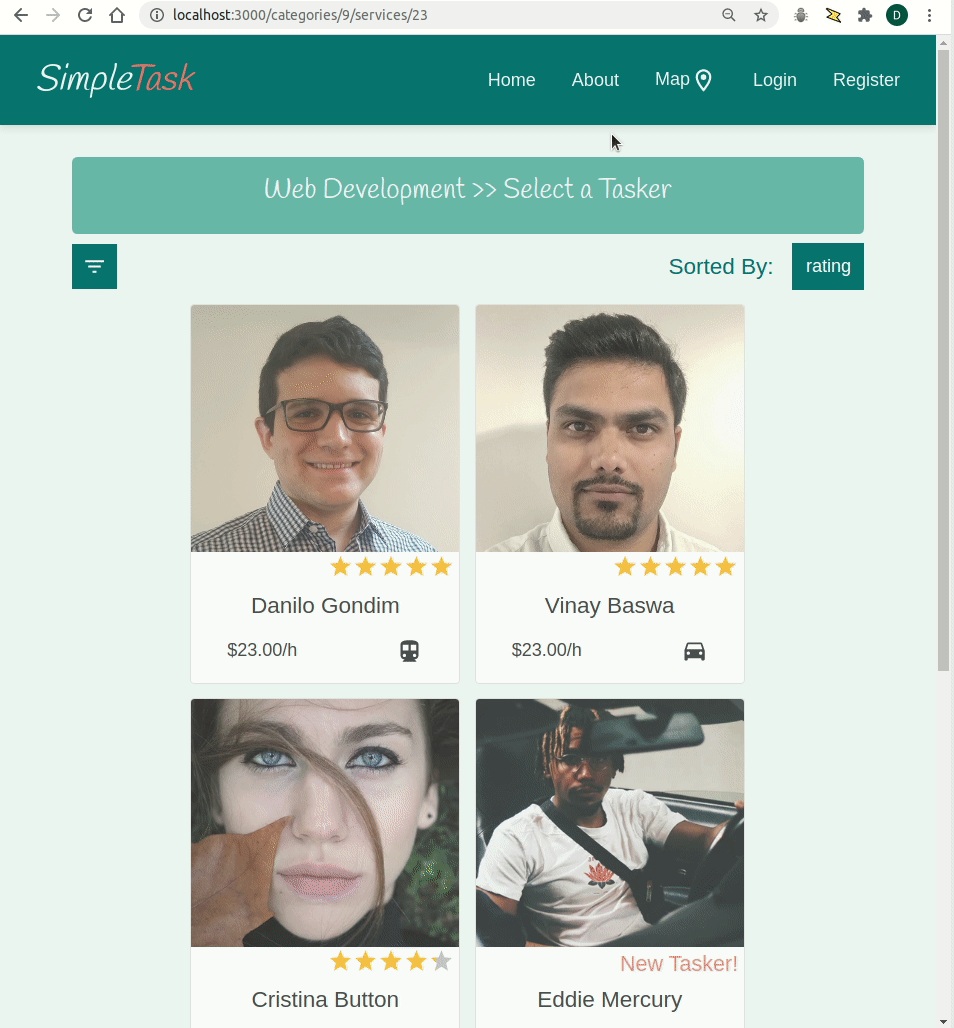 localhost:3000/categories/9/services/23
D
SimpleTask
Home About Map Login Register
Web Development >> Select a Tasker
Sorted By: rating
Danilo Gondim
$23.00/h
Vinay Baswa
$23.00/h
Cristina Button
New Tasker!
Eddie Mercury